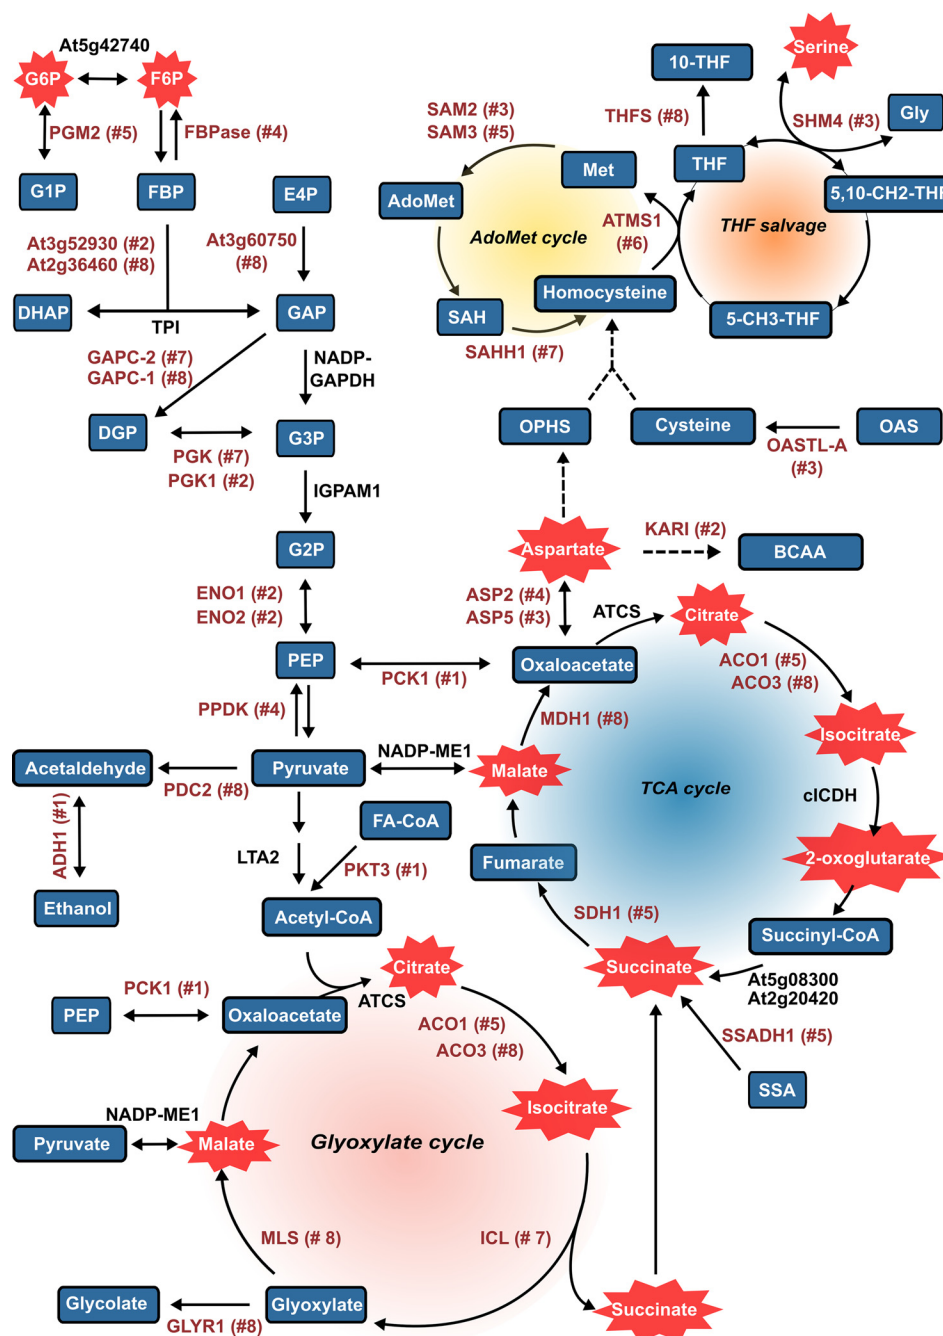 At5g42740
G6P
F6P
PGM2 (#5)
FBPase (#4)
G1P
FBP
E4P
At3g52930 (#2)
At2g36460 (#8)
At3g60750
(#8)
DHAP
TPI
GAP
GAPC-2 (#7)
GAPC-1 (#8)
NADP-
GAPDH
DGP
G3P
PGK (#7)
PGK1 (#2)
IGPAM1
G2P
ENO1 (#2)
ENO2 (#2)
PEP
PCK1 (#1)
PPDK (#4)
Acetaldehyde
PDC2 (#8)
Pyruvate
NADP-ME1
ADH1 (#1)
Ethanol
LTA2
FA-CoA
PKT3 (#1)
Acetyl-CoA
10-THF
Serine
THFS (#8)
SHM4 (#3)
Gly
SAM2 (#3)
SAM3 (#5)
Met
THF
AdoMet
5,10-CH2-THF
ATMS1
(#6)
AdoMet cycle
THF salvage
Homocysteine
SAH
5-CH3-THF
SAHH1 (#7)
OPHS
Cysteine
OAS
OASTL-A
(#3)
Aspartate
KARI (#2)
BCAA
ASP2 (#4)
ASP5 (#3)
ATCS
Citrate
Oxaloacetate
ACO1 (#5)
ACO3 (#8)
MDH1 (#8)
Isocitrate
Malate
TCA cycle
cICDH
Fumarate
2-oxoglutarate
SDH1 (#5)
Succinyl-CoA
Succinate
At5g08300
At2g20420
SSADH1 (#5)
SSA
Citrate
PCK1 (#1)
ATCS
PEP
Oxaloacetate
ACO1 (#5)
ACO3 (#8)
NADP-ME1
Isocitrate
Pyruvate
Malate
Glyoxylate cycle
MLS (# 8)
ICL (# 7)
Glycolate
GLYR1 (#8)
Glyoxylate
Succinate